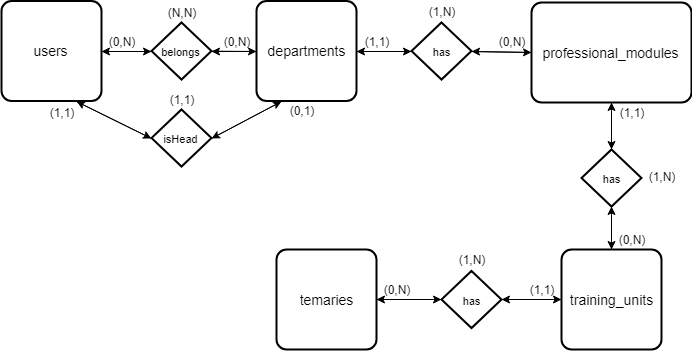 (N,N)
(1,N)
users
(0,N)
belongs
(0,N)
departments
(1,1)
has
(0,N)
professional_modules
(1,1)
(1,1)
(0,1)
(1,1)
isHead
has
(1,N)
(0,N)
(1,N)
temaries
(0,N)
has
(1,1)
training_units